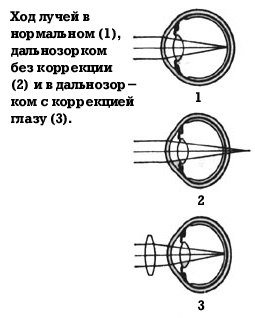 Ход лучей в
нормальном (1),
дальнозорком
без коррекции
(2) и в дальнозор–
ком с коррекцией
глазу (3).
1
2
3